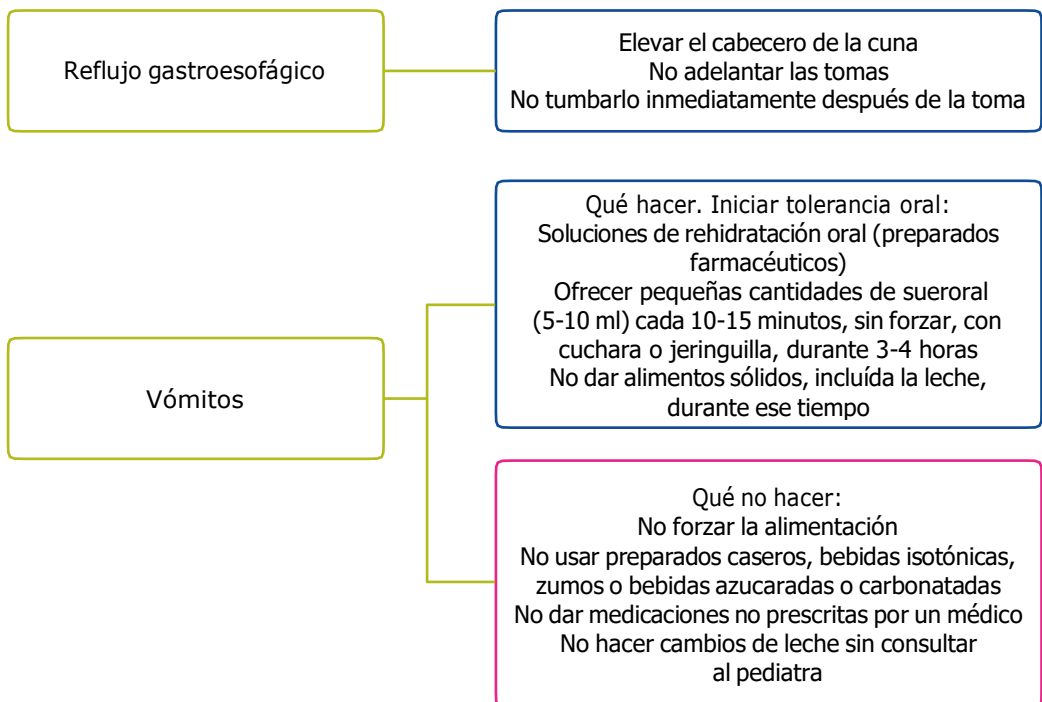 Reflujo gastroesofágico
Elevar el cabecero de la cuna
No adelantar las tomas
No tumbarlo inmediatamente después de la toma
Vómitos
Qué hacer. Iniciar tolerancia oral:
Soluciones de rehidratación oral (preparados
farmacéuticos)
Ofrecer pequeñas cantidades de sueroral
(5-10 ml) cada 10-15 minutos, sin forzar, con
cuchara o jeringuilla, durante 3-4 horas
No dar alimentos sólidos, incluída la leche,
durante ese tiempo
Qué no hacer:
No forzar la alimentación
No usar preparados caseros, bebidas isotónicas,
zumos o bebidas azucaradas o carbonatadas
No dar medicaciones no prescritas por un médico
No hacer cambios de leche sin consultar
al pediatra